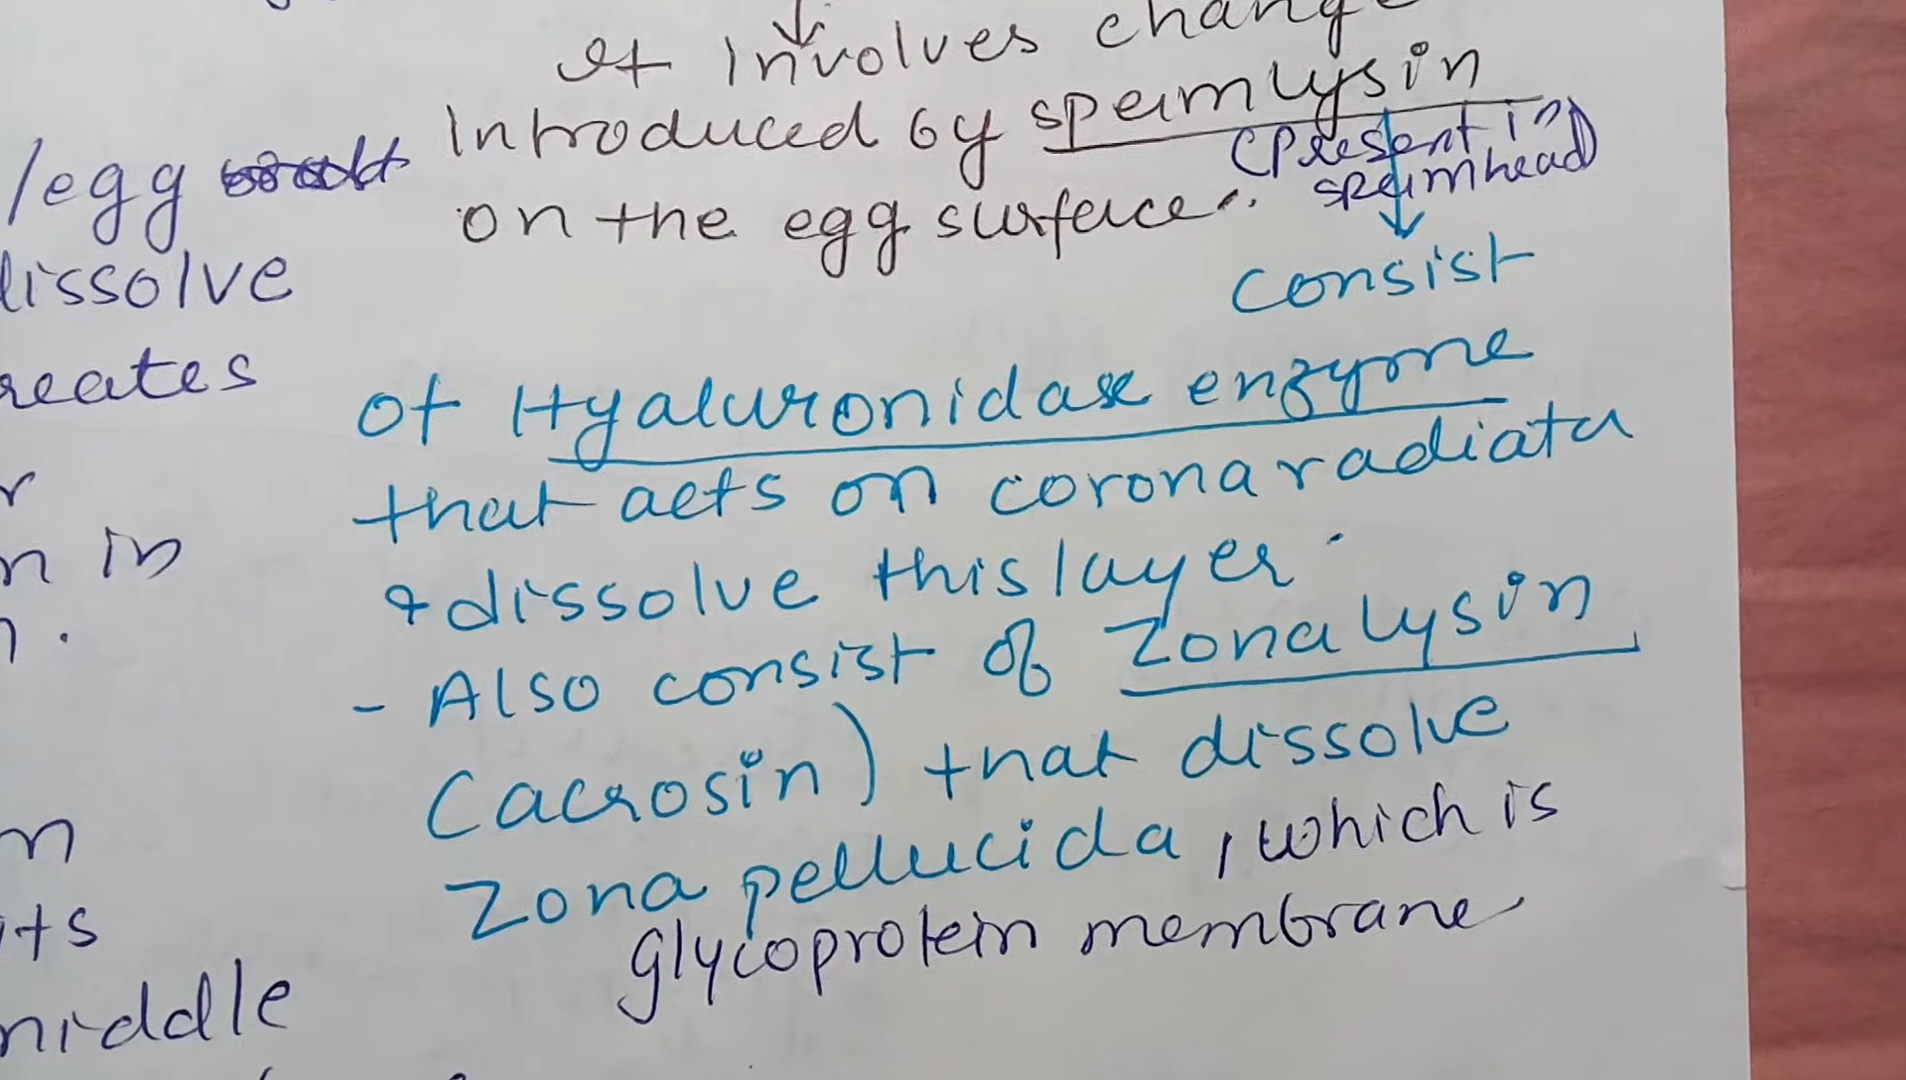 It involves change
Introduced by spermlysin
(Present in
spermhead)
on the egg surface.
consist
of Hyaluronidase enzyme
that acts on corona radiata
& dissolve this layer.
- Also consist of Zonalysin
(acrosin) that dissolve
Zona pellucida, which is
glycoprotein membrane
/egg
dissolve
reates
r
n in
n.
n
its
middle